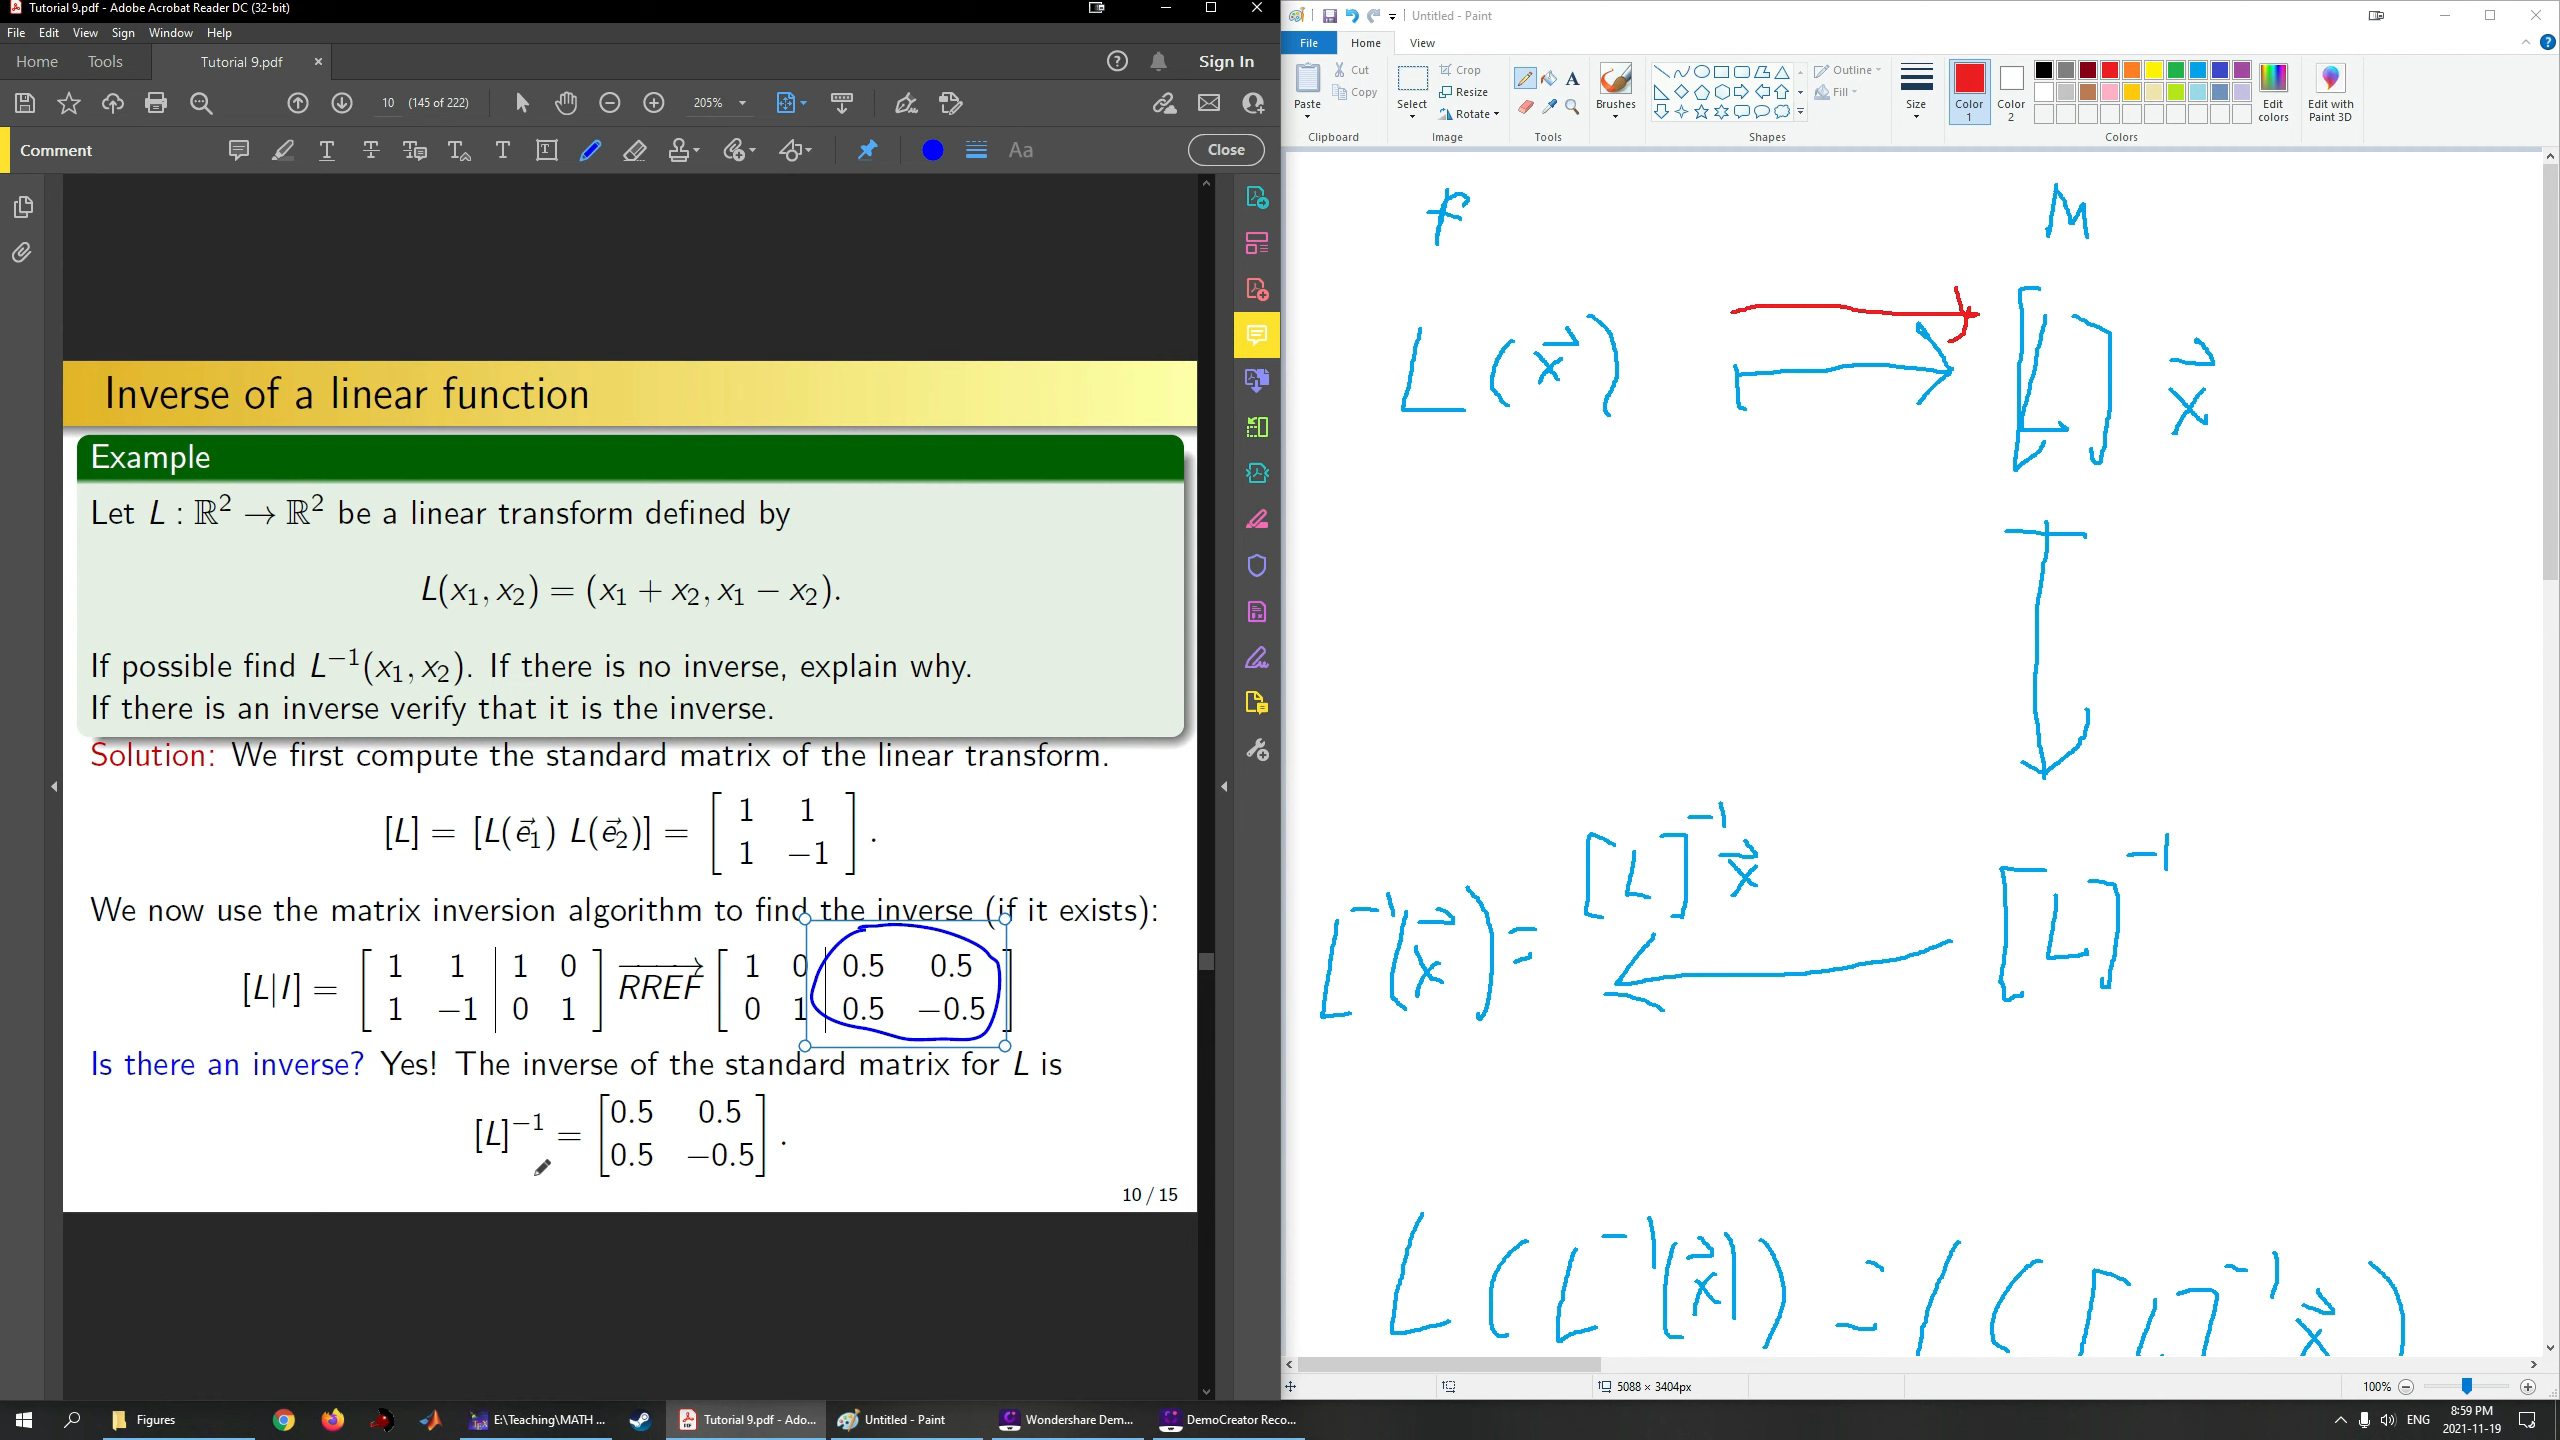 Tutorial 9.pdf - Adobe Acrobat Reader DC (32-bit)
File Edit View Sign Window Help
Home Tools Tutorial 9.pdf × Sign In
10 (145 of 222) 205%
Comment Aa Close
Inverse of a linear function
Example
Let L : ℝ² → ℝ² be a linear transform defined by
L(x₁, x₂) = (x₁ + x₂, x₁ − x₂).
If possible find L⁻¹(x₁, x₂). If there is no inverse, explain why.
If there is an inverse verify that it is the inverse.
Solution: We first compute the standard matrix of the linear transform.
[L] = [L(e⃗₁) L(e⃗₂)] = [1 1
1 −1].
We now use the matrix inversion algorithm to find the inverse (if it exists):
[L|I] = [1 1 | 1 0 RREF [1 0 | 0.5 0.5
1 −1 | 0 1] 0 1 | 0.5 −0.5]
Is there an inverse? Yes! The inverse of the standard matrix for L is
[L]⁻¹ = [0.5 0.5
0.5 −0.5].
10 / 15
Untitled - Paint
File Home View
Paste Cut Copy Select Crop Resize Rotate A Brushes Outline Fill Size Color 1 Color 2 Edit colors Edit with Paint 3D
Clipboard Image Tools Shapes Colors
F M
L(x⃗) [L] x⃗
L⁻¹(x⃗) = [L]⁻¹ x⃗ [L]⁻¹
L(L⁻¹(x⃗)) = L([L]⁻¹ x⃗)
5088 × 3404px 100%
Figures E:\Teaching\MATH ... Tutorial 9.pdf - Ado... Untitled - Paint Wondershare Dem... DemoCreator Reco... ENG
8:59 PM
2021-11-19